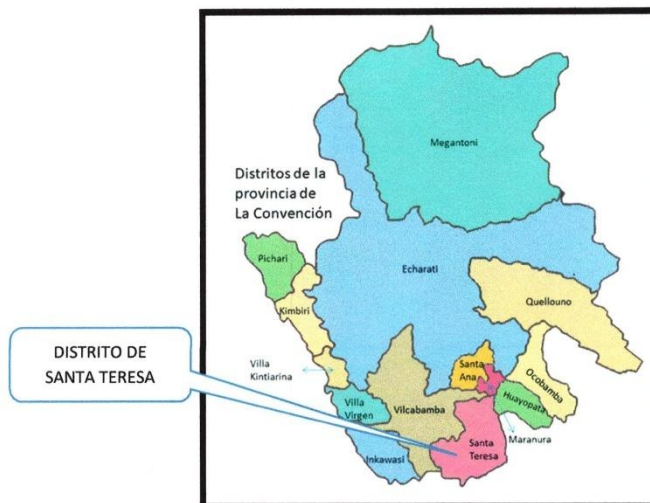 Megantoni
Distritos de la
provincia de
La Convención
Pichari
Echarati
Kimbiri
Quellouno
DISTRITO DE
SANTA TERESA
Villa
Kintiarina
Santa
Ana
Ocobamba
Villa
Virgen
Vilcabamba
Huayopata
Maranura
Santa
Teresa
Inkawasi